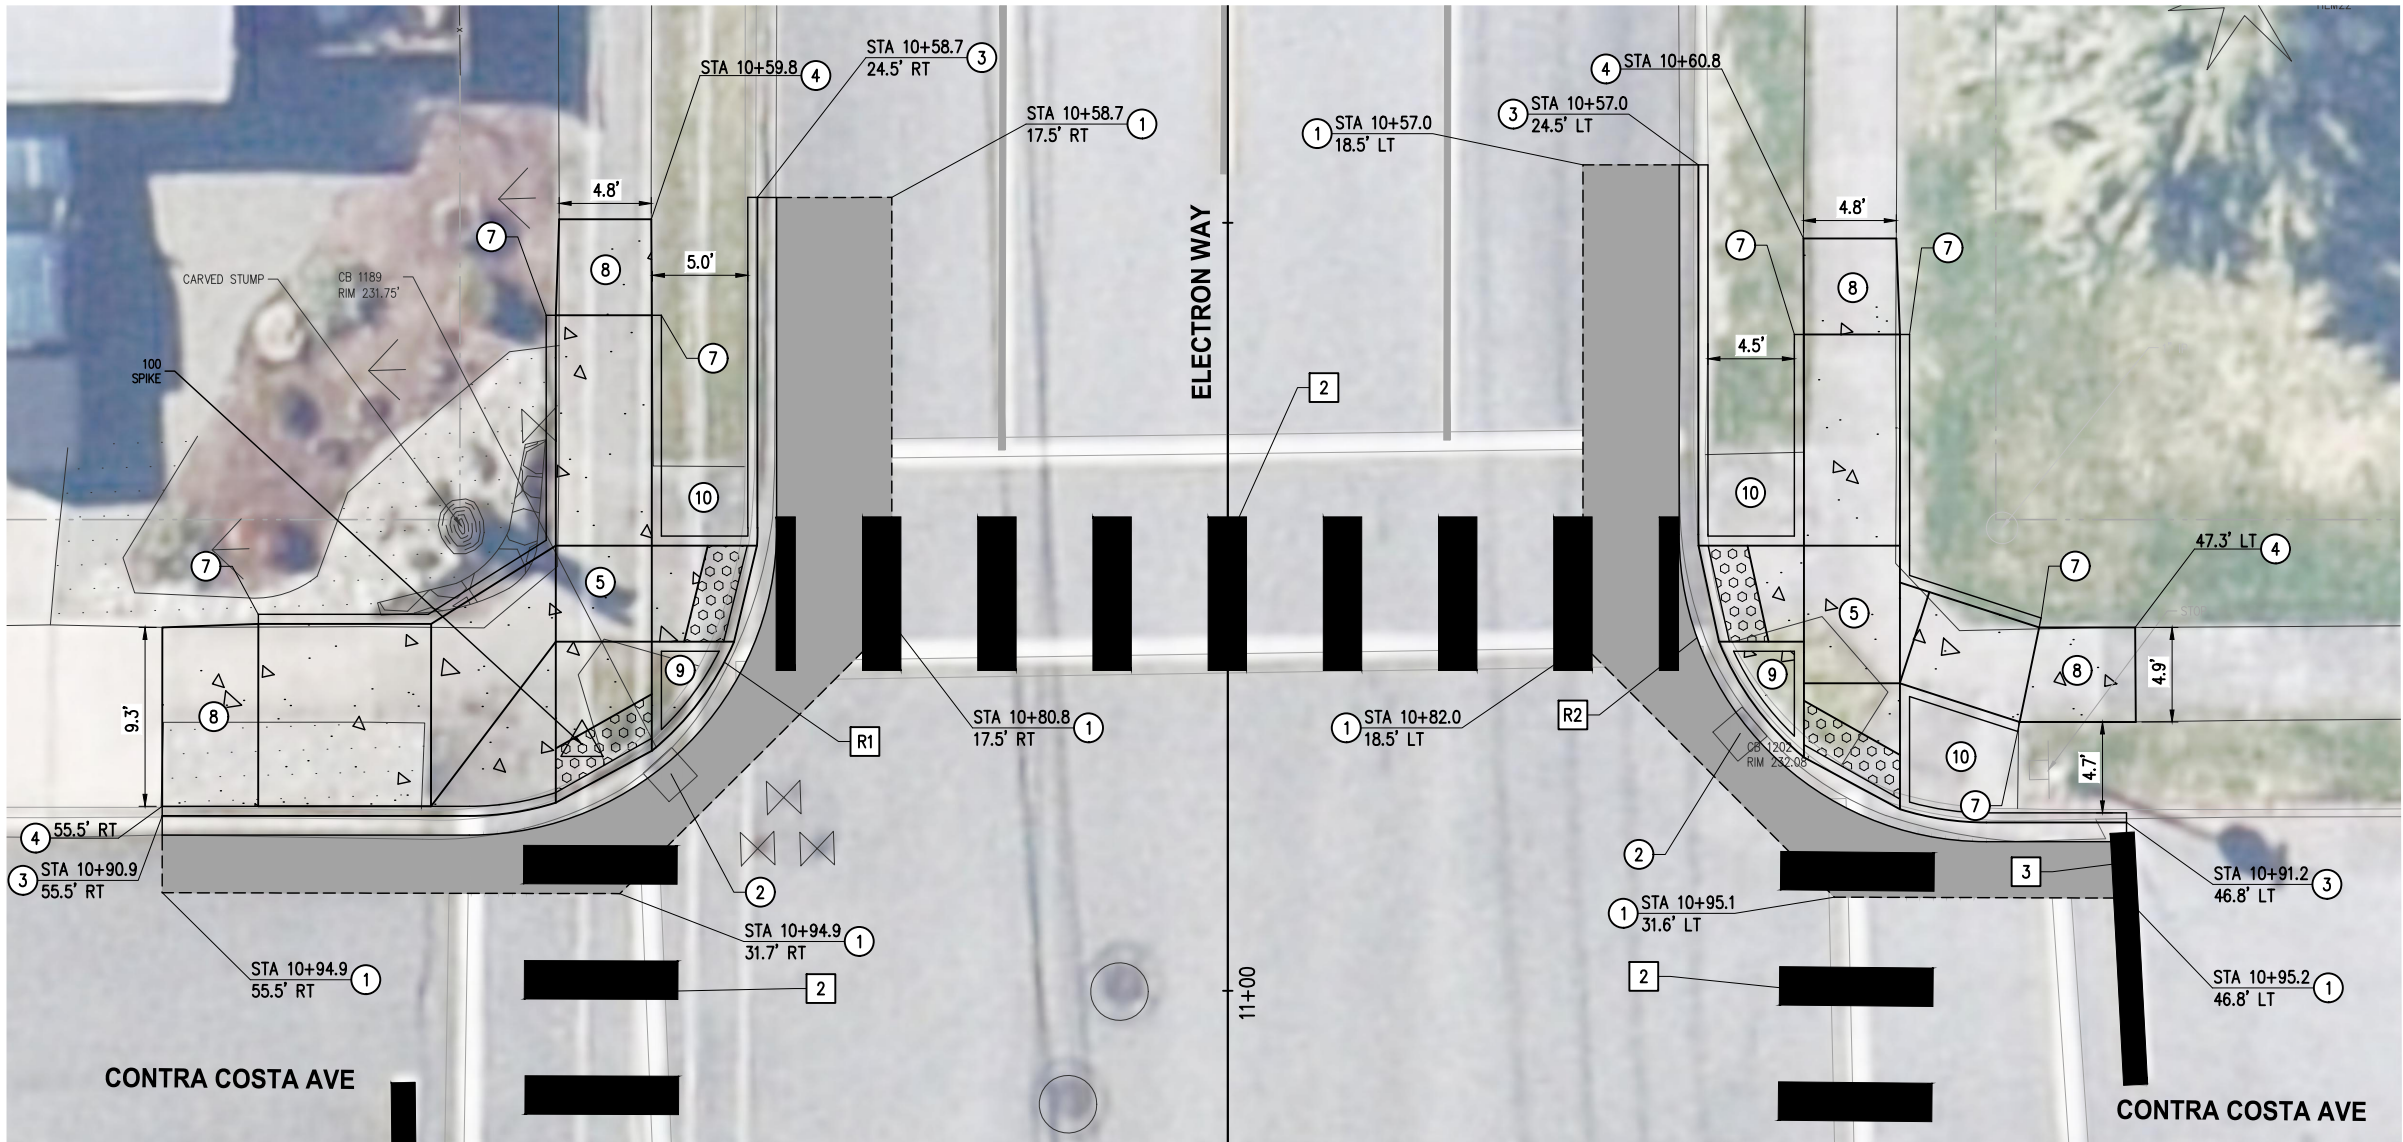 STA 10+59.8 4
STA 10+58.7 3
24.5' RT
STA 10+58.7 1
17.5' RT
4 STA 10+60.8
3 STA 10+57.0
24.5' LT
1 STA 10+57.0
18.5' LT
4.8'
7
8
5.0'
CARVED STUMP
CB 1189
RIM 231.75'
100
SPIKE
7
10
7
5
9
9.3'
8
4 55.5' RT
3 STA 10+90.9
55.5' RT
STA 10+94.9 1
55.5' RT
R1
2
STA 10+94.9 1
31.7' RT
2
STA 10+80.8 1
17.5' RT
ELECTRON WAY
2
11+00
4.8'
7
7
8
4.5'
10
5
9
7
47.3' LT 4
STOP
8
4.9'
4.7'
10
7
1 STA 10+82.0
18.5' LT
R2
CB 1202
RIM 232.08'
2
1 STA 10+95.1
31.6' LT
3
STA 10+91.2 3
46.8' LT
2
STA 10+95.2 1
46.8' LT
CONTRA COSTA AVE
CONTRA COSTA AVE